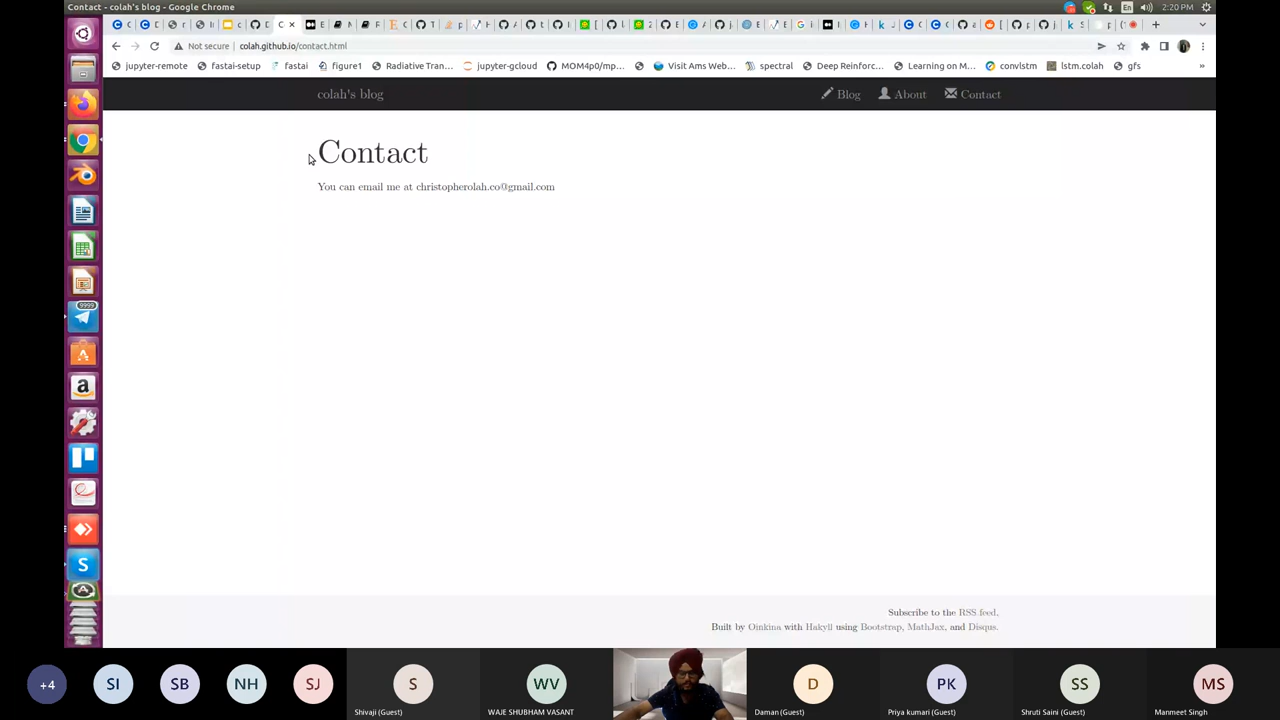 Contact - colah's blog - Google Chrome
En
2:20 PM
Not secure
colah.github.io/contact.html
jupyter-remote
fastai-setup
fastai
figure1
Radiative Tran...
jupyter-gcloud
MOM4p0/mp...
Visit Ams Web...
spectral
Deep Reinforc...
Learning on M...
convlstm
lstm.colah
gfs
»
colah's blog
Blog
About
Contact
Contact
You can email me at christopherolah.co@gmail.com
9999
Subscribe to the RSS feed.
Built by Oinkina with Hakyll using Bootstrap, MathJax, and Disqus.
+4
SI
SB
NH
SJ
S
WV
D
PK
SS
MS
Shivaji (Guest)
WAJE SHUBHAM VASANT
Daman (Guest)
Priya kumari (Guest)
Shruti Saini (Guest)
Manmeet Singh